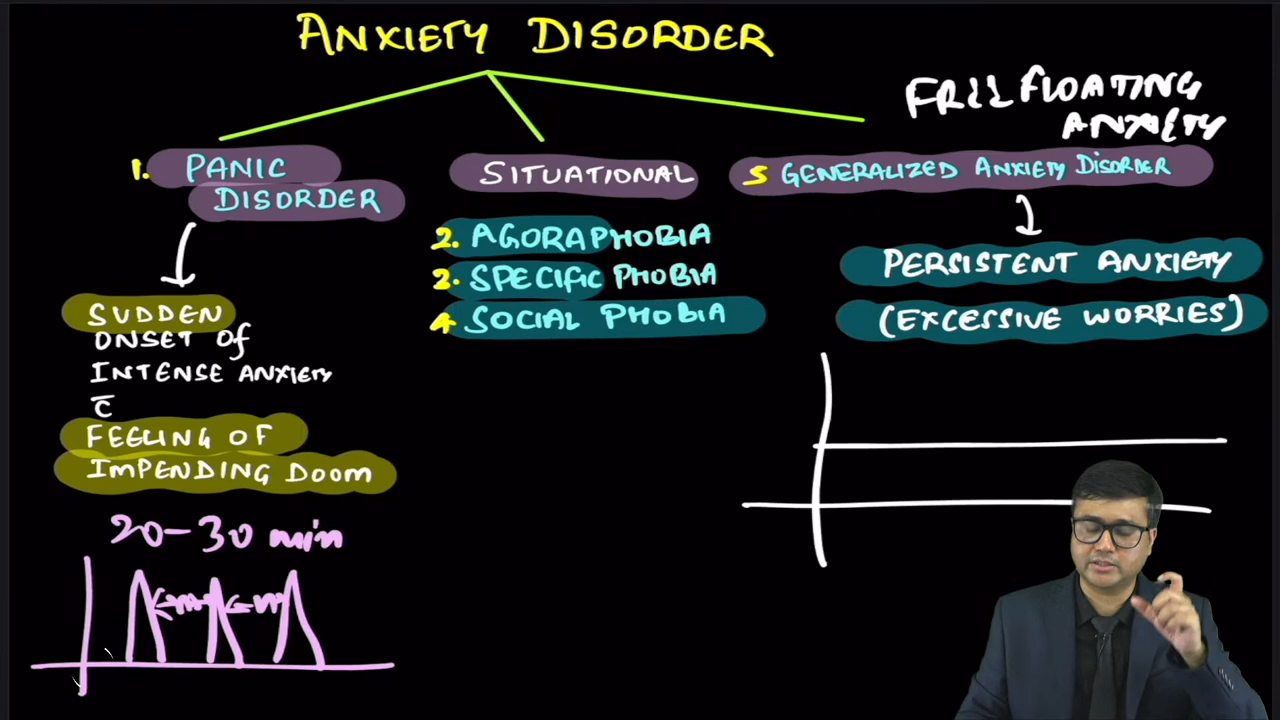 ANXIETY DISORDER
FREE FLOATING
ANXIETY
1. PANIC
DISORDER
SUDDEN
ONSET OF
INTENSE ANXIETY
c̅
FEELING OF
IMPENDING DOOM
20-30 min
SITUATIONAL
2. AGORAPHOBIA
3. SPECIFIC PHOBIA
4 SOCIAL PHOBIA
5 GENERALIZED ANXIETY DISORDER
PERSISTENT ANXIETY
(EXCESSIVE WORRIES)